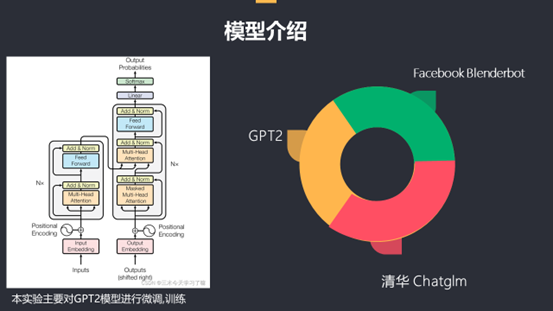 模型介绍
Output
Probabilities
Softmax
Linear
Add & Norm
Feed
Forward
Add & Norm
Multi-Head
Attention
Add & Norm
Masked
Multi-Head
Attention
Nx
Positional
Encoding
Output
Embedding
Outputs
(shifted right)
Add & Norm
Feed
Forward
Add & Norm
Multi-Head
Attention
Nx
Positional
Encoding
Input
Embedding
Inputs
本实验主要对GPT2模型进行微调,训练
Facebook Blenderbot
GPT2
清华 Chatglm